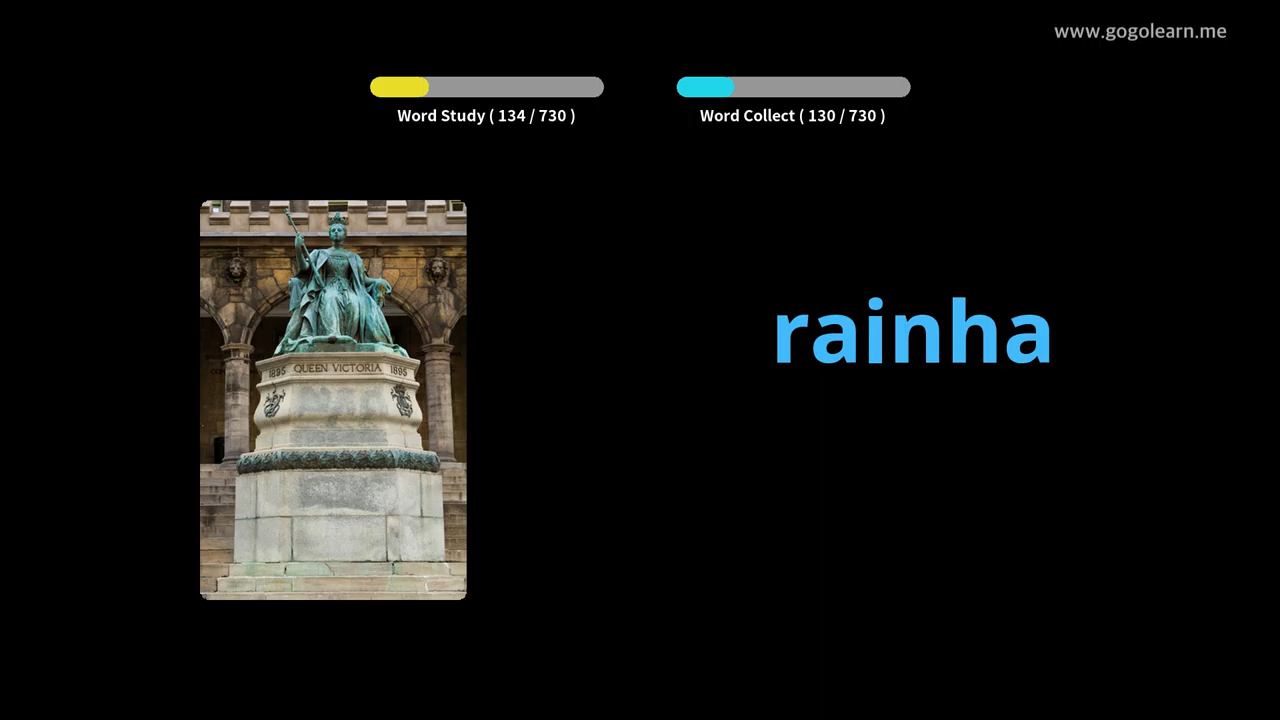 www.gogolearn.me
Word Study ( 134 / 730 )
Word Collect ( 130 / 730 )
1895 QUEEN VICTORIA 1895
rainha